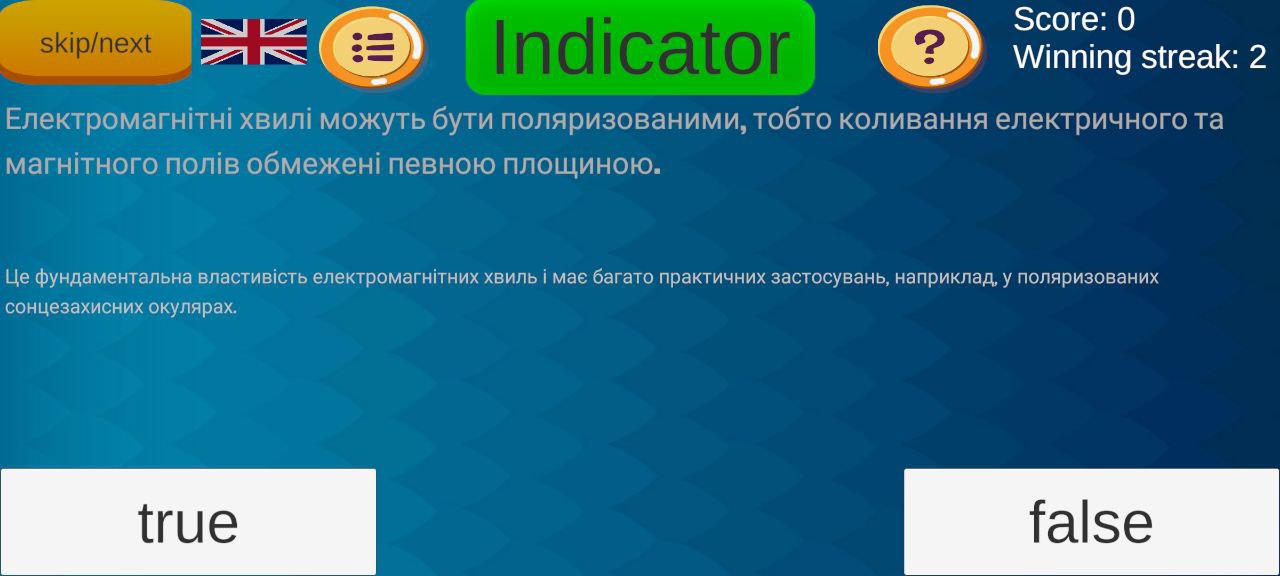 skip/next
Indicator
Score: 0
Winning streak: 2
Електромагнітні хвилі можуть бути поляризованими, тобто коливання електричного та
магнітного полів обмежені певною площиною.
Це фундаментальна властивість електромагнітних хвиль і має багато практичних застосувань, наприклад, у поляризованих
сонцезахисних окулярах.
true
false